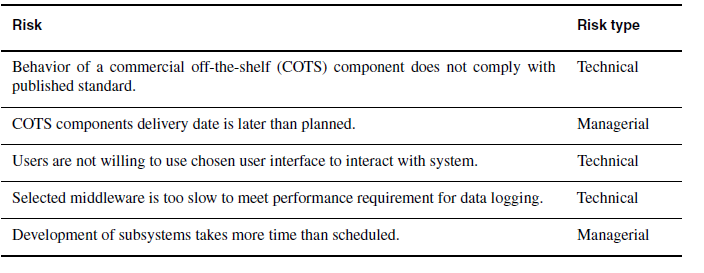 Risk Risk type
Behavior of a commercial off-the-shelf (COTS) component does not comply with Technical
published standard.
COTS components delivery date is later than planned. Managerial
Users are not willing to use chosen user interface to interact with system. Technical
Selected middleware is too slow to meet performance requirement for data logging. Technical
Development of subsystems takes more time than scheduled. Managerial